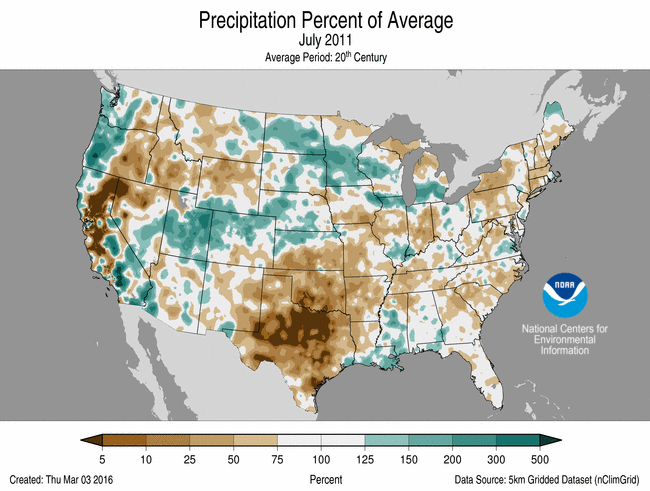 Precipitation Percent of Average
July 2011
Average Period: 20th Century
NOAA
National Centers for
Environmental
Information
5 10 25 50 75 100 125 150 200 300 500
Created: Thu Mar 03 2016 Percent Data Source: 5km Gridded Dataset (nClimGrid)